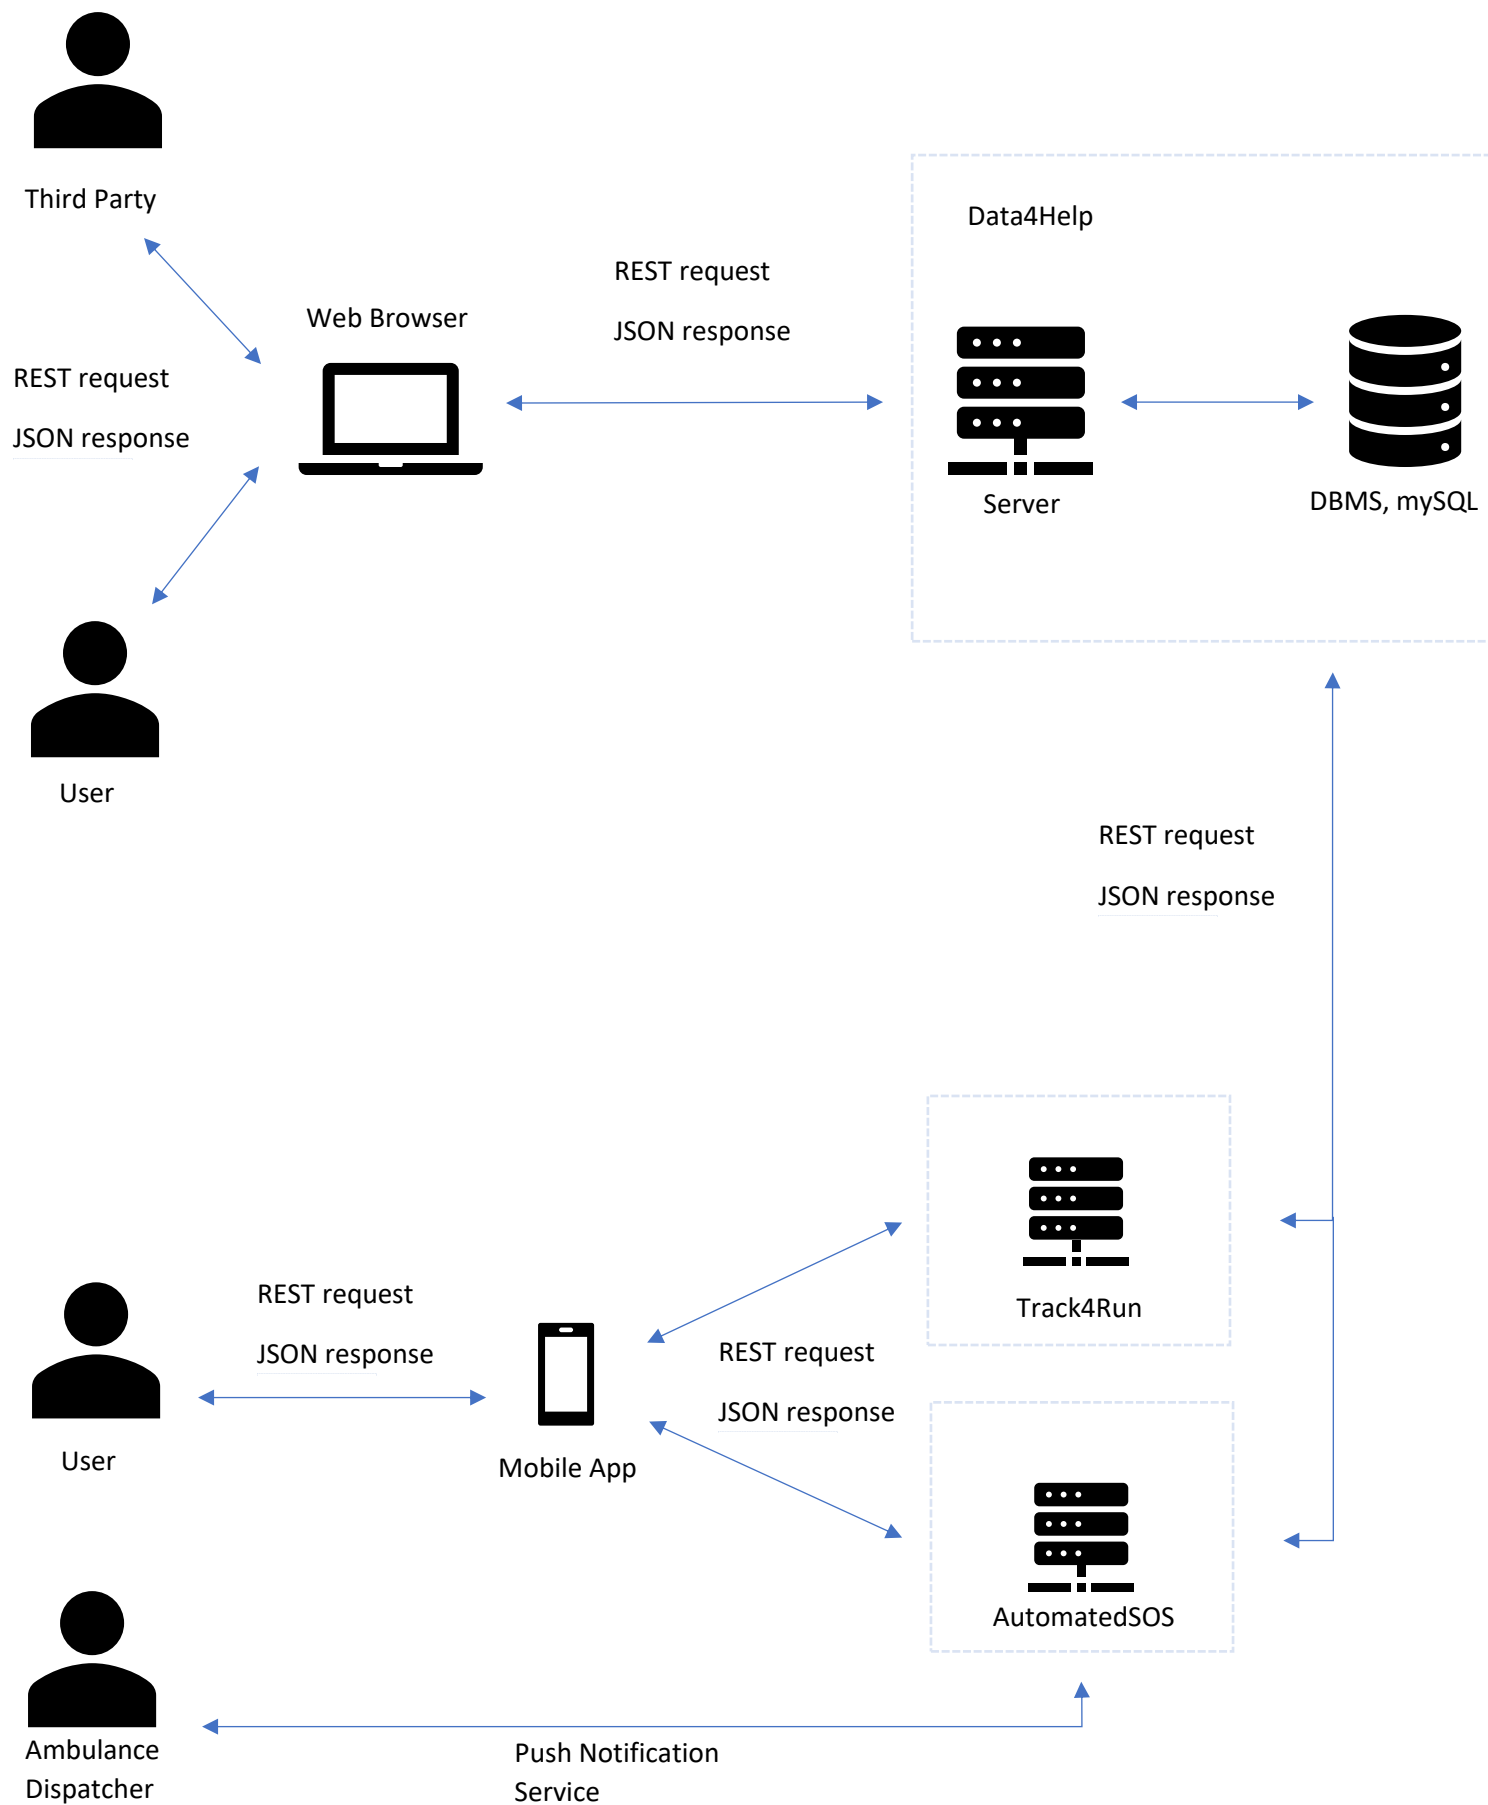 Third Party
Data4Help
REST request
JSON response
Web Browser
REST request
JSON response
Server
DBMS, mySQL
User
REST request
JSON response
Track4Run
REST request
JSON response
REST request
JSON response
User
Mobile App
AutomatedSOS
Ambulance
Dispatcher
Push Notification
Service